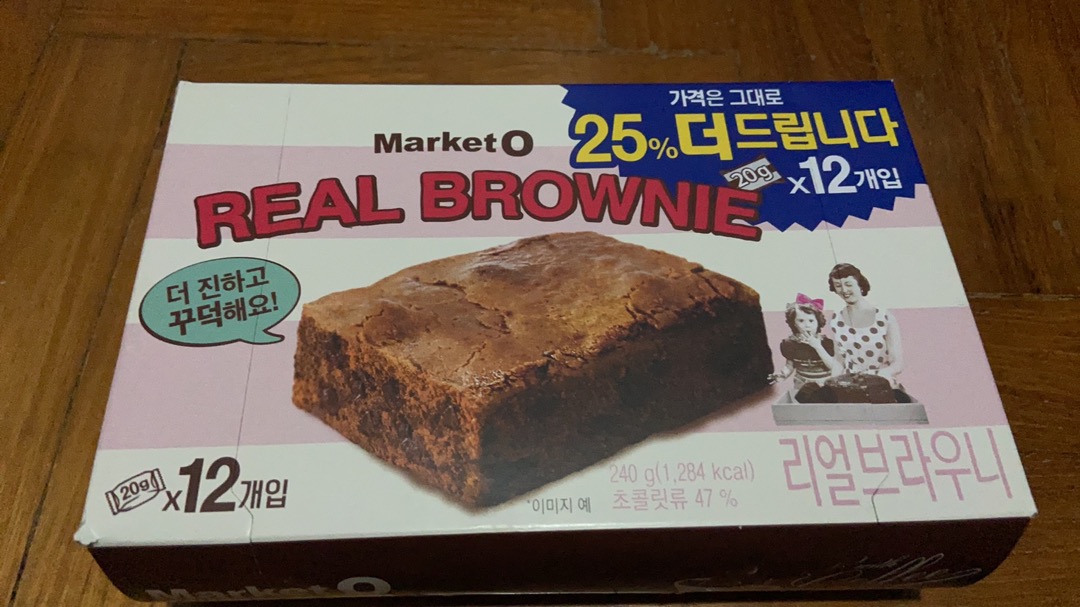 가격은 그대로
25%더드립니다
20g x12개입
Market O
REAL BROWNIE
더 진하고
꾸덕해요!
20g x12개입
240 g(1,284 kcal)
초콜릿류 47 %
*이미지 예
리얼브라우니
Market O